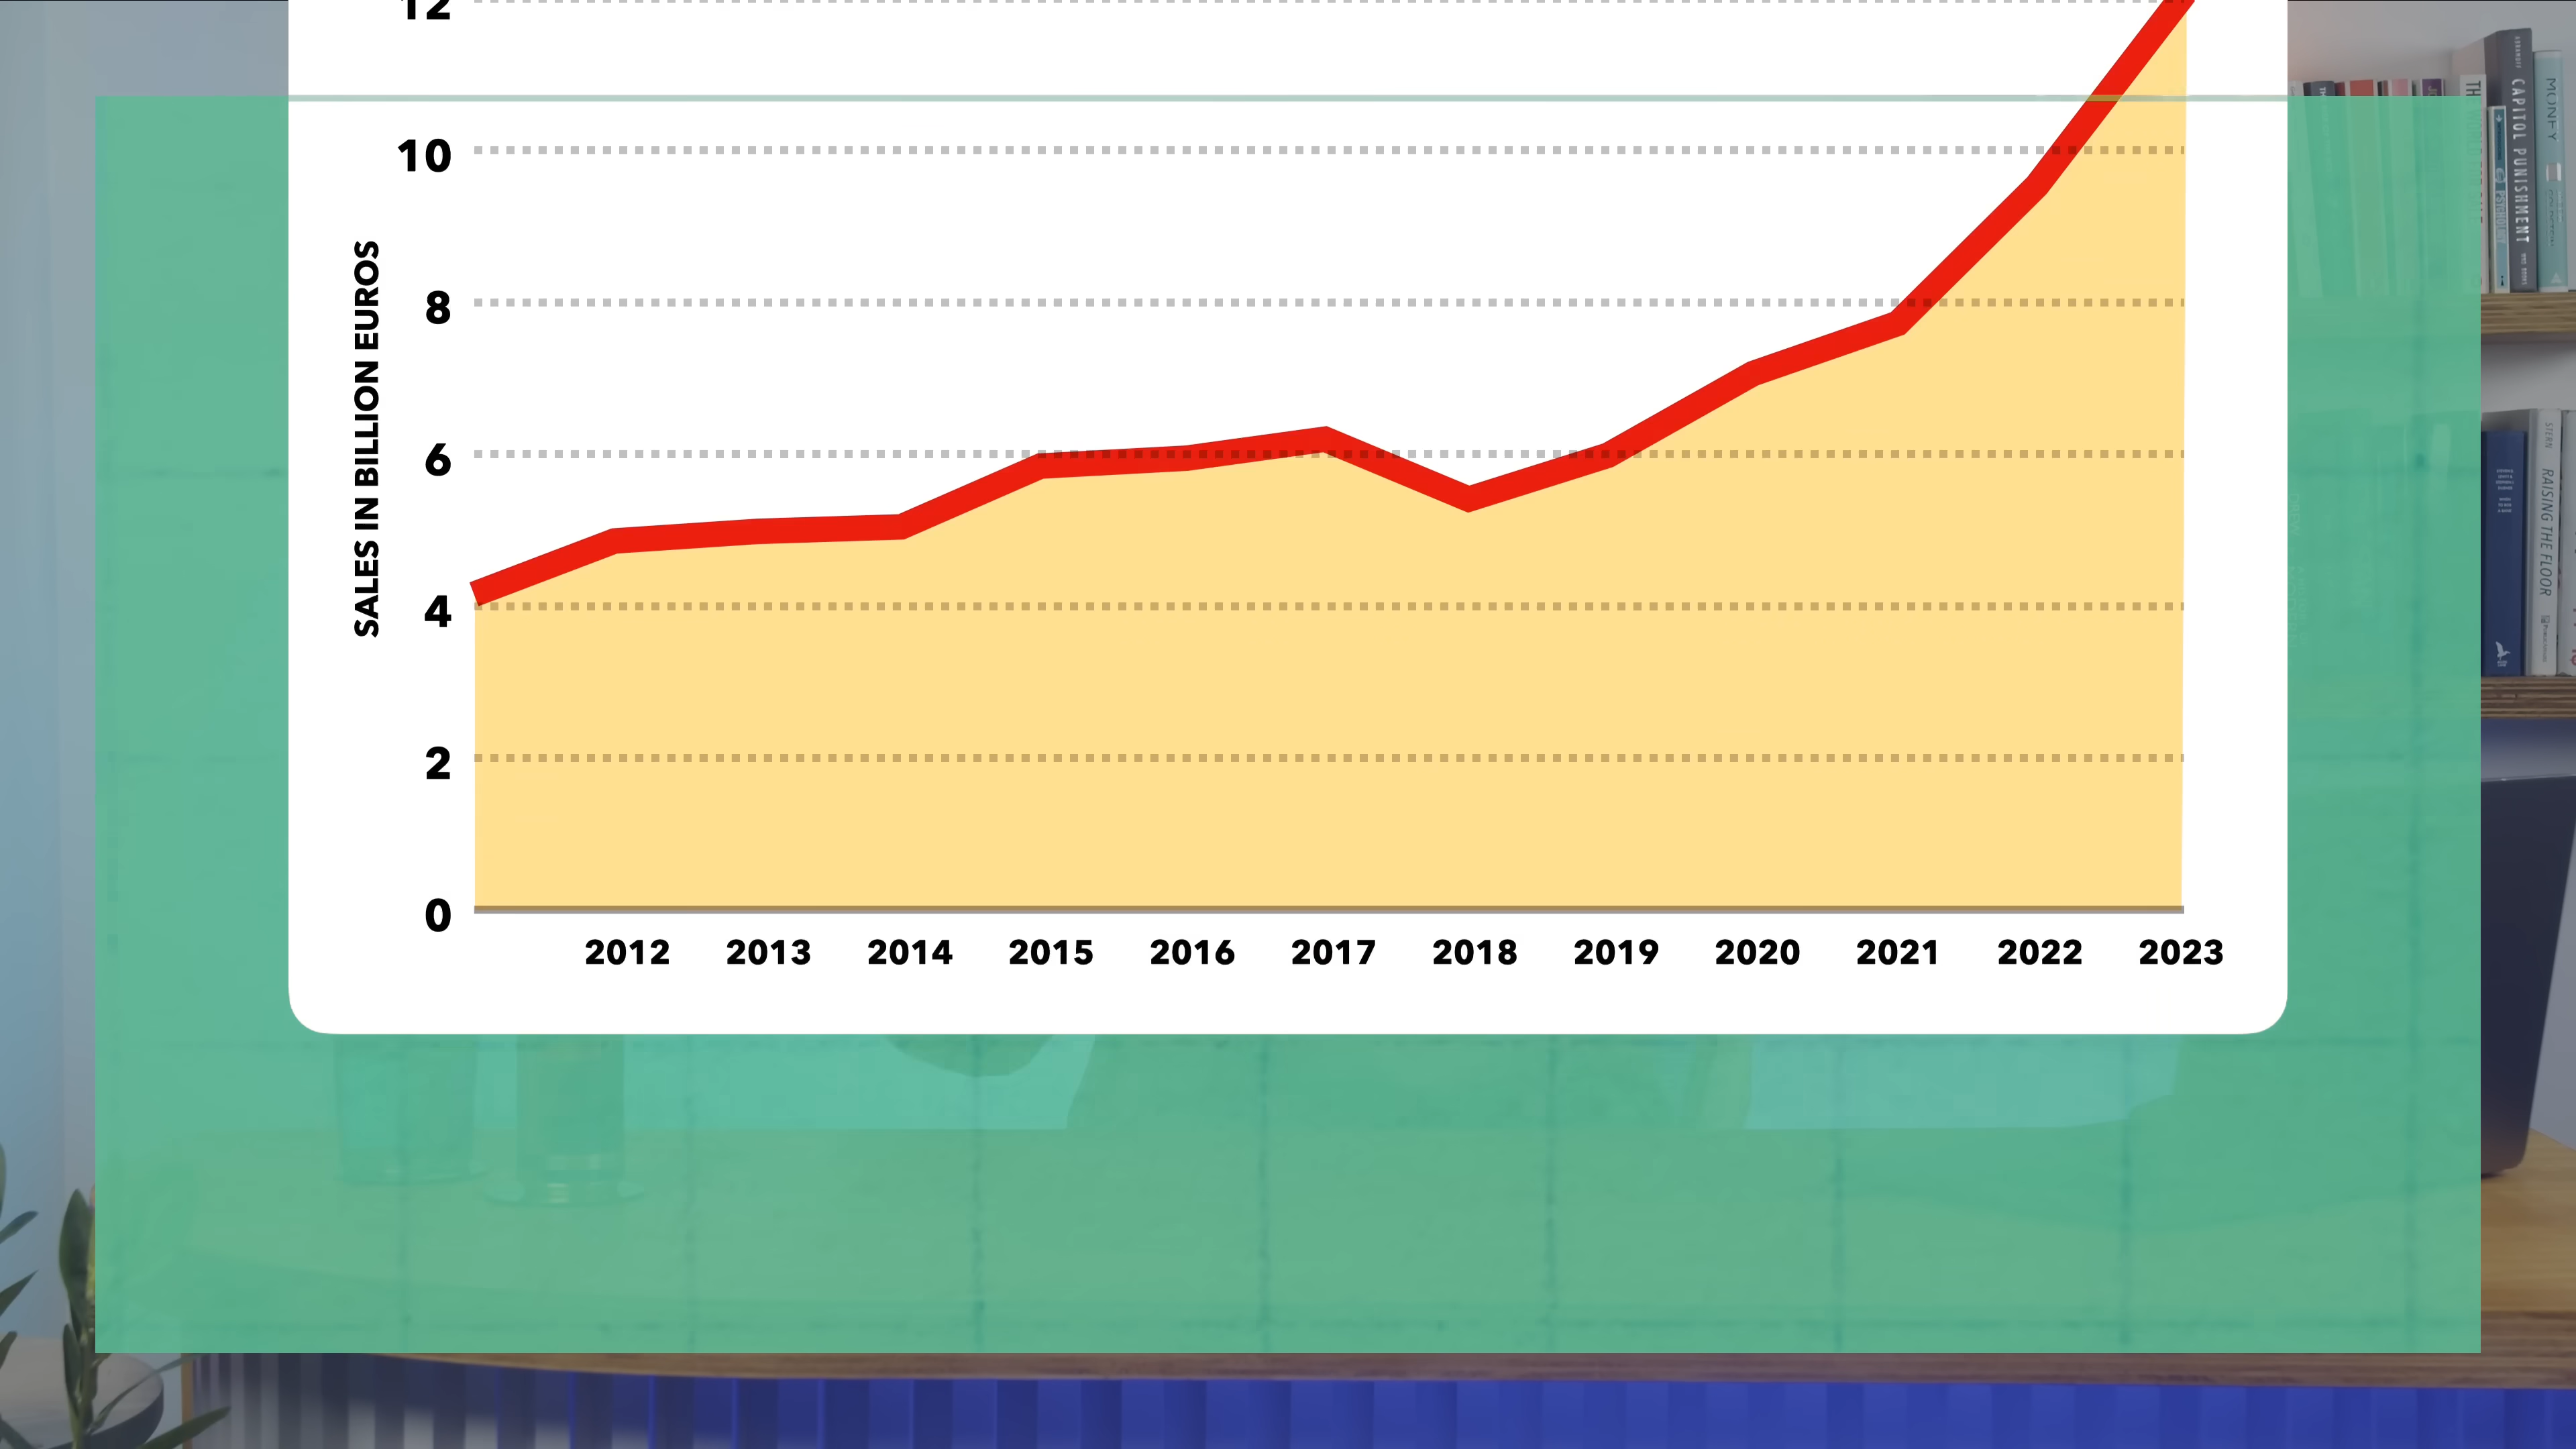 12
10
8
6
4
2
0
SALES IN BILLION EUROS
2012 2013 2014 2015 2016 2017 2018 2019 2020 2021 2022 2023
CAPITOL PUNISHMENT
MONEY
STERN RAISING THE FLOOR